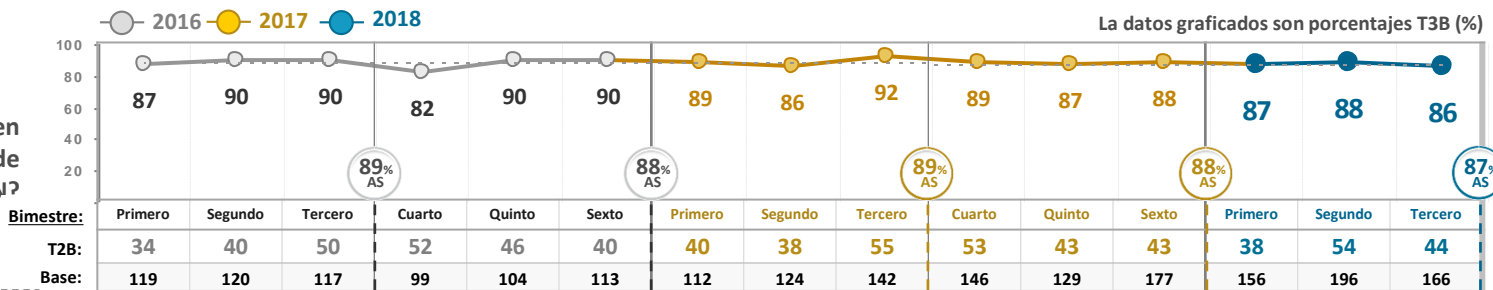 2016 2017 2018 La datos graficados son porcentajes T3B (%)
100
80
60
40
20
87 90 90 82 90 90 89 86 92 89 87 88 87 88 86
en
de
89% AS 88% AS 89% AS 88% AS 87% AS
Bimestre: Primero Segundo Tercero Cuarto Quinto Sexto Primero Segundo Tercero Cuarto Quinto Sexto Primero Segundo Tercero
T2B: 34 40 50 52 46 40 40 38 55 53 43 43 38 54 44
Base: 119 120 117 99 104 113 112 124 142 146 129 177 156 196 166